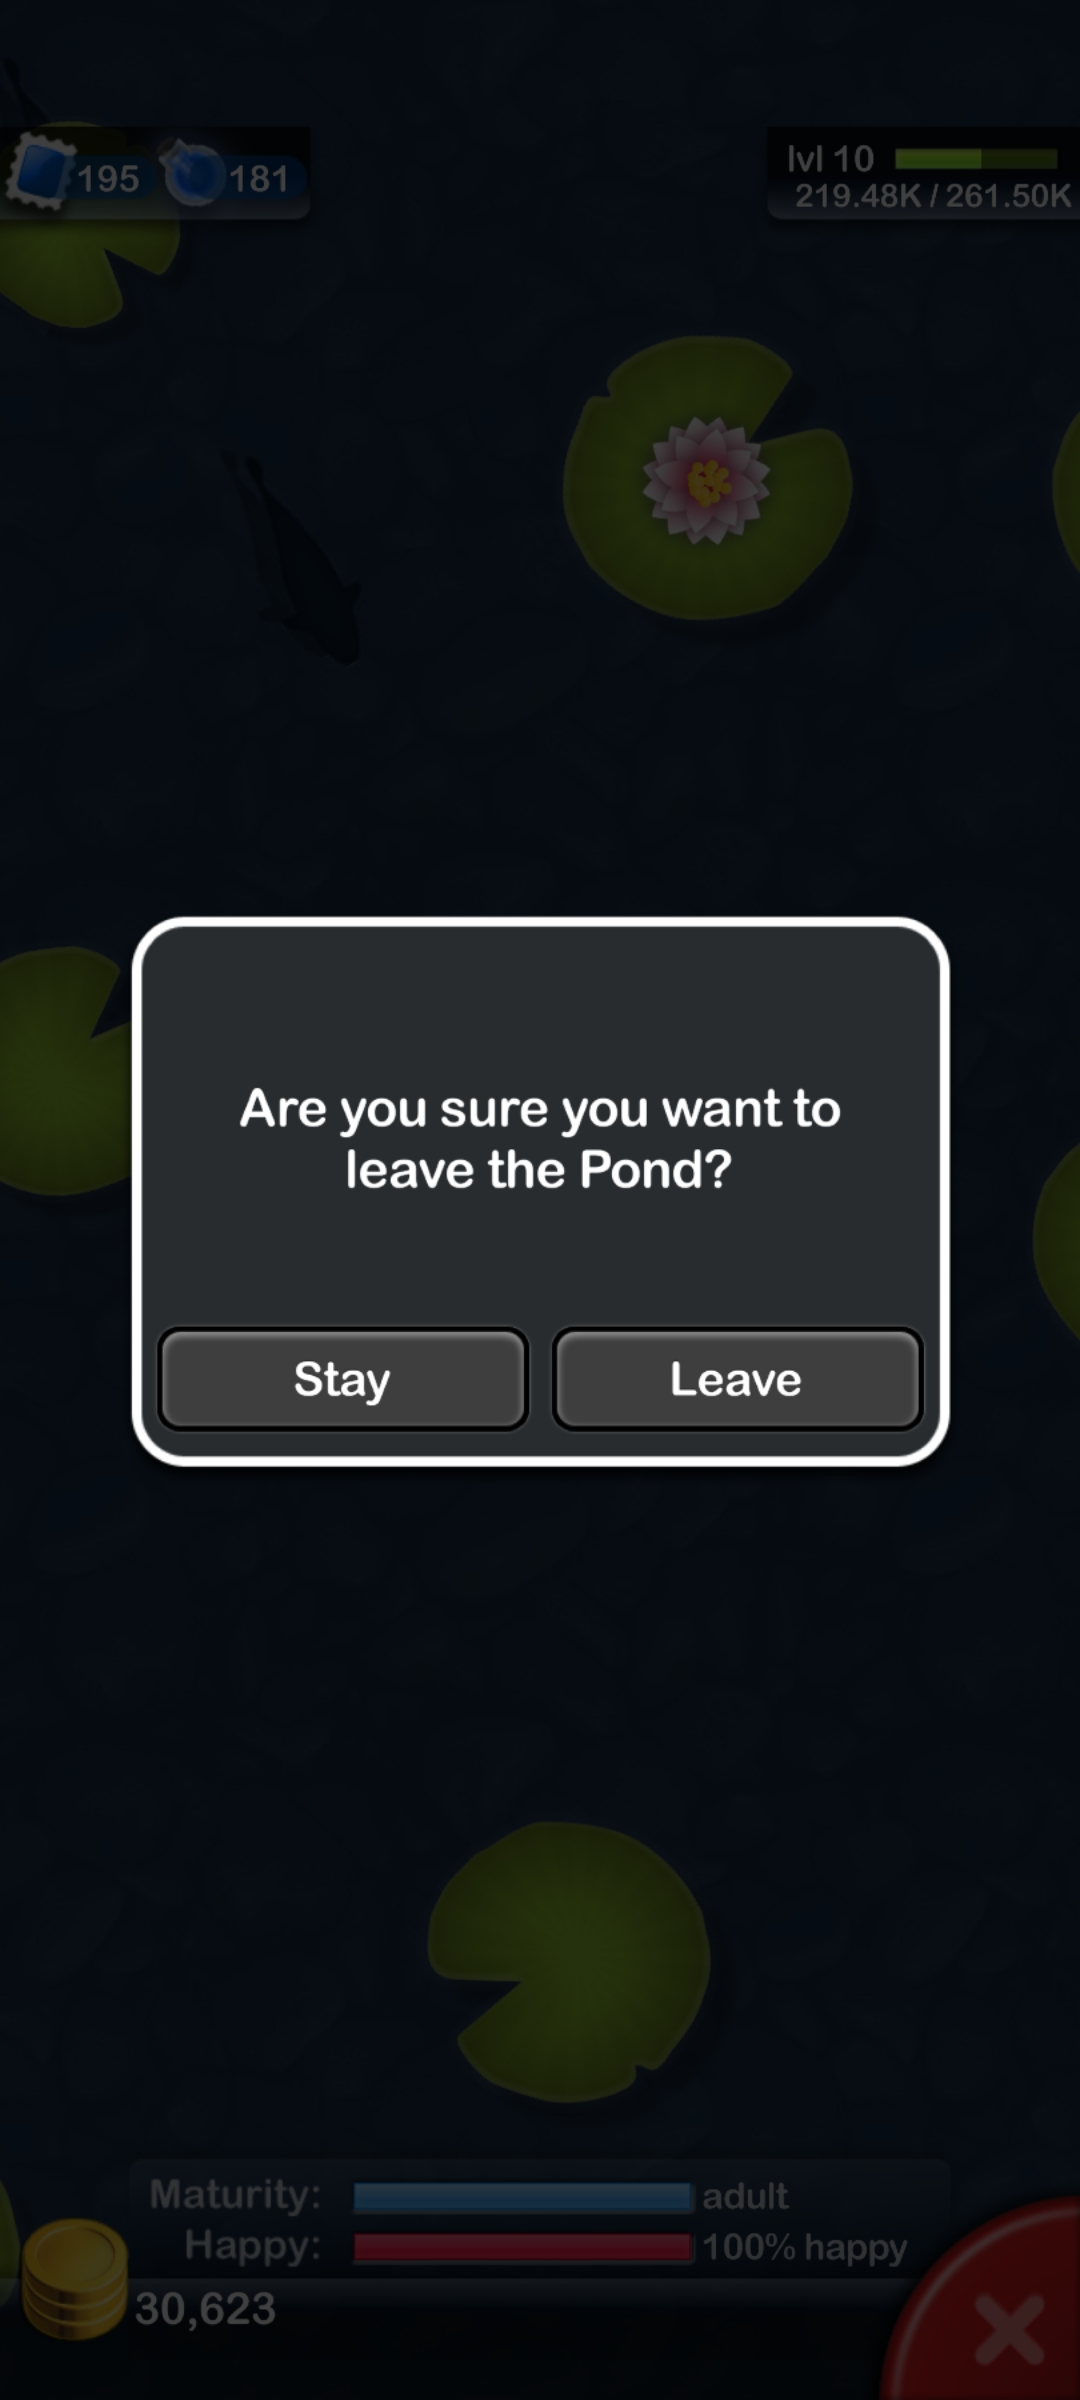 195 181
lvl 10
219.48K / 261.50K
Are you sure you want to
leave the Pond?
Stay Leave
Maturity: adult
Happy: 100% happy
30,623